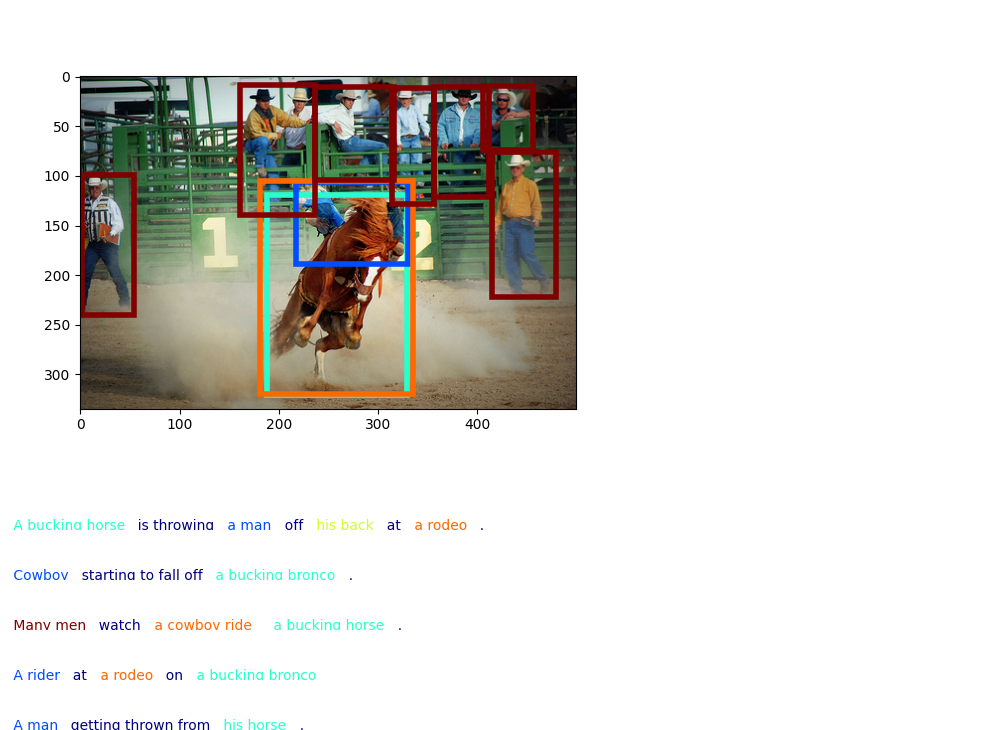 0
50
100
150
200
250
300
0 100 200 300 400
1 2
A bucking horse is throwing a man off his back at a rodeo .
Cowboy starting to fall off a bucking bronco .
Many men watch a cowboy ride a bucking horse .
A rider at a rodeo on a bucking bronco
A man getting thrown from his horse .